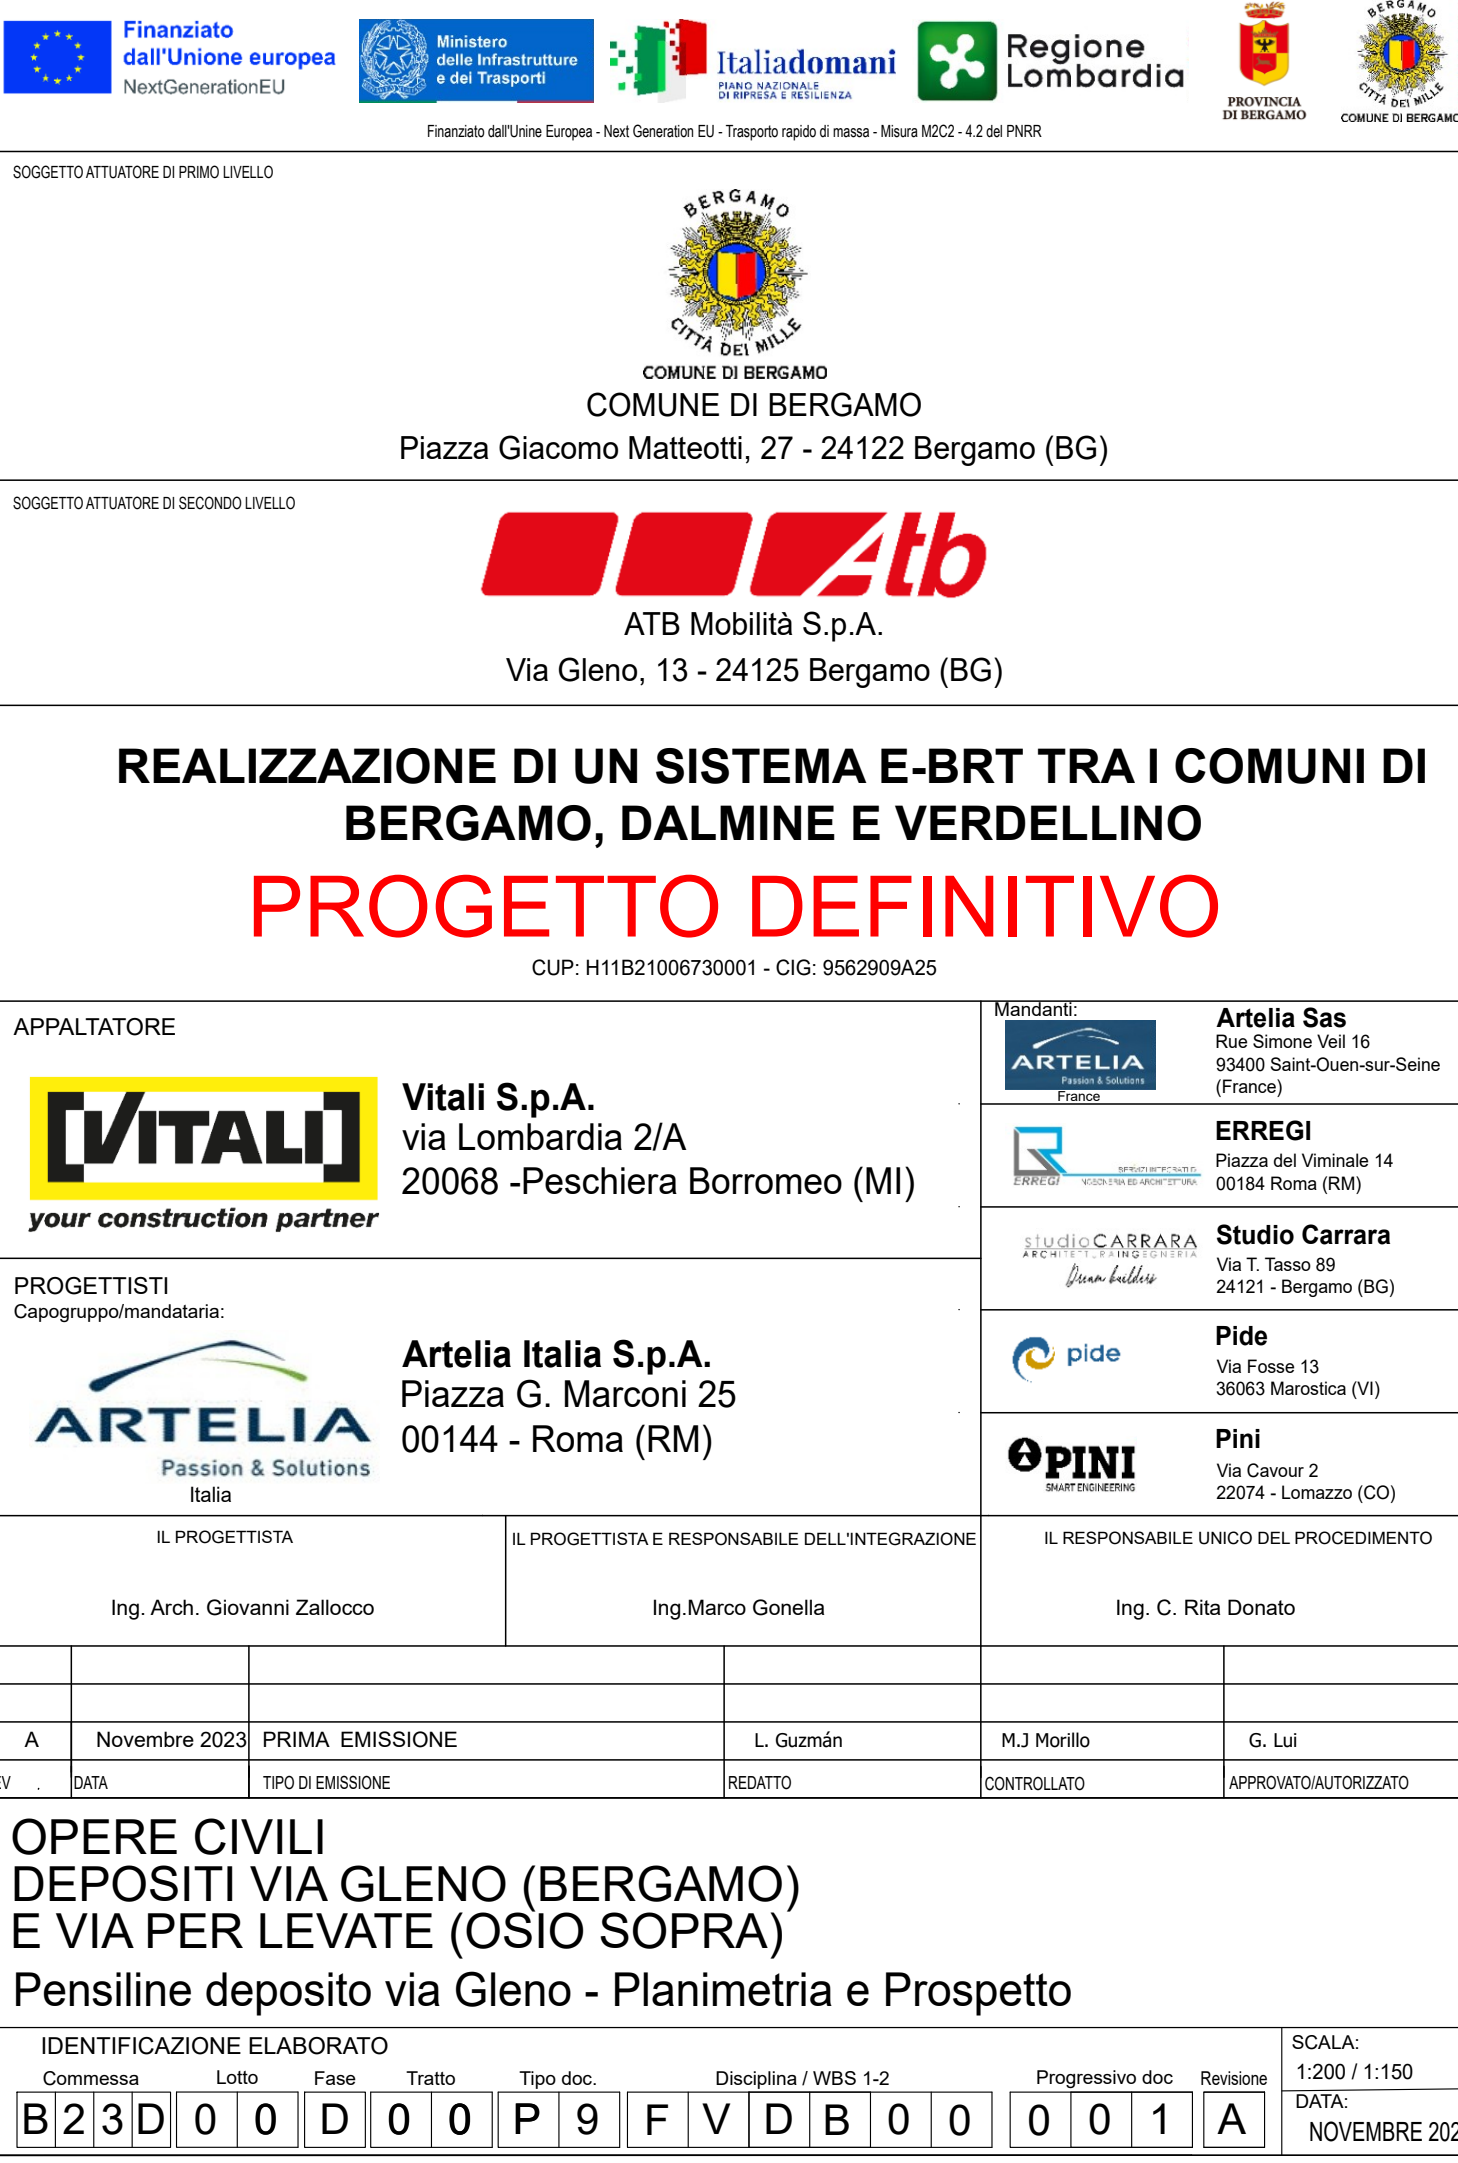 Finanziato
dall'Unione europea
NextGenerationEU
Ministero
delle Infrastrutture
e dei Trasporti
Italiadomani
PIANO NAZIONALE
DI RIPRESA E RESILIENZA
Regione
Lombardia
PROVINCIA
DI BERGAMO
BERGAMO
CITTÀ DEI MILLE
COMUNE DI BERGAMO
Finanziato dall'Unine Europea - Next Generation EU - Trasporto rapido di massa - Misura M2C2 - 4.2 del PNRR
SOGGETTO ATTUATORE DI PRIMO LIVELLO
BERGAMO
CITTÀ DEI MILLE
COMUNE DI BERGAMO
COMUNE DI BERGAMO
Piazza Giacomo Matteotti, 27 - 24122 Bergamo (BG)
SOGGETTO ATTUATORE DI SECONDO LIVELLO
Atb
ATB Mobilità S.p.A.
Via Gleno, 13 - 24125 Bergamo (BG)
REALIZZAZIONE DI UN SISTEMA E-BRT TRA I COMUNI DI
BERGAMO, DALMINE E VERDELLINO
PROGETTO DEFINITIVO
CUP: H11B21006730001 - CIG: 9562909A25
APPALTATORE
VITALI
your construction partner
Vitali S.p.A.
via Lombardia 2/A
20068 -Peschiera Borromeo (MI)
PROGETTISTI
Capogruppo/mandataria:
ARTELIA
Passion & Solutions
Italia
Artelia Italia S.p.A.
Piazza G. Marconi 25
00144 - Roma (RM)
Mandanti:
ARTELIA
Passion & Solutions
France
Artelia Sas
Rue Simone Veil 16
93400 Saint-Ouen-sur-Seine
(France)
ERREGI
ERREGI
Piazza del Viminale 14
00184 Roma (RM)
studioCARRARA
Dream builders
Studio Carrara
Via T. Tasso 89
24121 - Bergamo (BG)
pide
Pide
Via Fosse 13
36063 Marostica (VI)
PINI
SMART ENGINEERING
Pini
Via Cavour 2
22074 - Lomazzo (CO)
IL PROGETTISTA
Ing. Arch. Giovanni Zallocco
IL PROGETTISTA E RESPONSABILE DELL'INTEGRAZIONE
Ing.Marco Gonella
IL RESPONSABILE UNICO DEL PROCEDIMENTO
Ing. C. Rita Donato
A Novembre 2023 PRIMA EMISSIONE L. Guzmán M.J Morillo G. Lui
EV . DATA TIPO DI EMISSIONE REDATTO CONTROLLATO APPROVATO/AUTORIZZATO
OPERE CIVILI
DEPOSITI VIA GLENO (BERGAMO)
E VIA PER LEVATE (OSIO SOPRA)
Pensiline deposito via Gleno - Planimetria e Prospetto
IDENTIFICAZIONE ELABORATO
Commessa Lotto Fase Tratto Tipo doc. Disciplina / WBS 1-2 Progressivo doc Revisione
B 2 3 D 0 0 D 0 0 P 9 F V D B 0 0 0 0 1 A
SCALA:
1:200 / 1:150
DATA:
NOVEMBRE 202